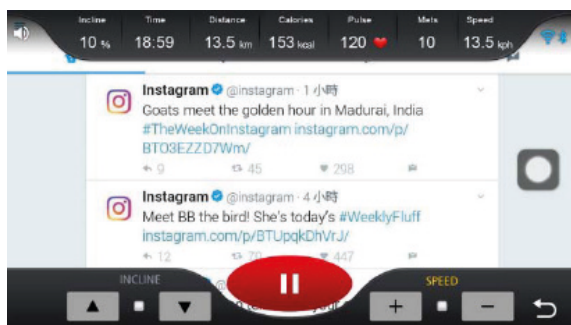 Incline Time Distance Calories Pulse Mets Speed
10 % 18:59 13.5 km 153 kcal 120 10 13.5 kph
Instagram @instagram · 1 小時
Goats meet the golden hour in Madurai, India
#TheWeekOnInstagram instagram.com/p/
BTO3EZZD7Wm/
9 45 298
Instagram @instagram · 4 小時
Meet BB the bird! She's today's #WeeklyFluff
instagram.com/p/BTUpqkDhVrJ/
12 447
INCLINE SPEED